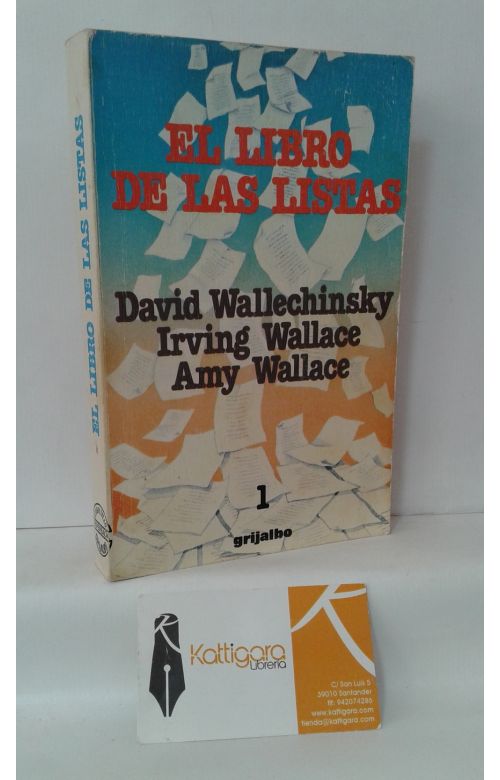 EL LIBRO
DE LAS LISTAS
David Wallechinsky
Irving Wallace
Amy Wallace
1
grijalbo
EL LIBRO DE LAS LISTAS
Kattigara
Librería
C/ San Luis 5
39010 Santander
tlf: 942074285
www.kattigara.com
tienda@kattigara.com